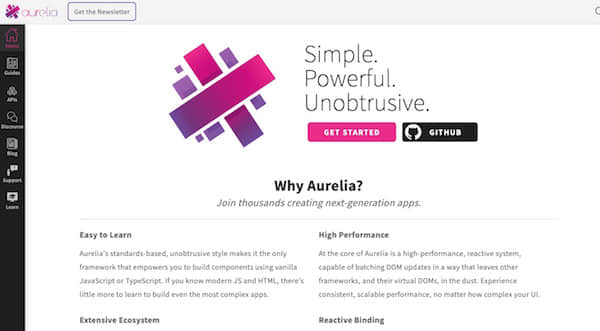 aurelia
Get the Newsletter
Home
Guides
APIs
Discourse
Blog
Support
Learn
Simple.
Powerful.
Unobtrusive.
GET STARTED
GITHUB
Why Aurelia?
Join thousands creating next-generation apps.
Easy to Learn
Aurelia's standards-based, unobtrusive style makes it the only
framework that empowers you to build components using vanilla
JavaScript or TypeScript. If you know modern JS and HTML, there's
little more to learn to build even the most complex apps.
High Performance
At the core of Aurelia is a high-performance, reactive system,
capable of batching DOM updates in a way that leaves other
frameworks, and their virtual DOMs, in the dust. Experience
consistent, scalable performance, no matter how complex your UI.
Extensive Ecosystem
Reactive Binding